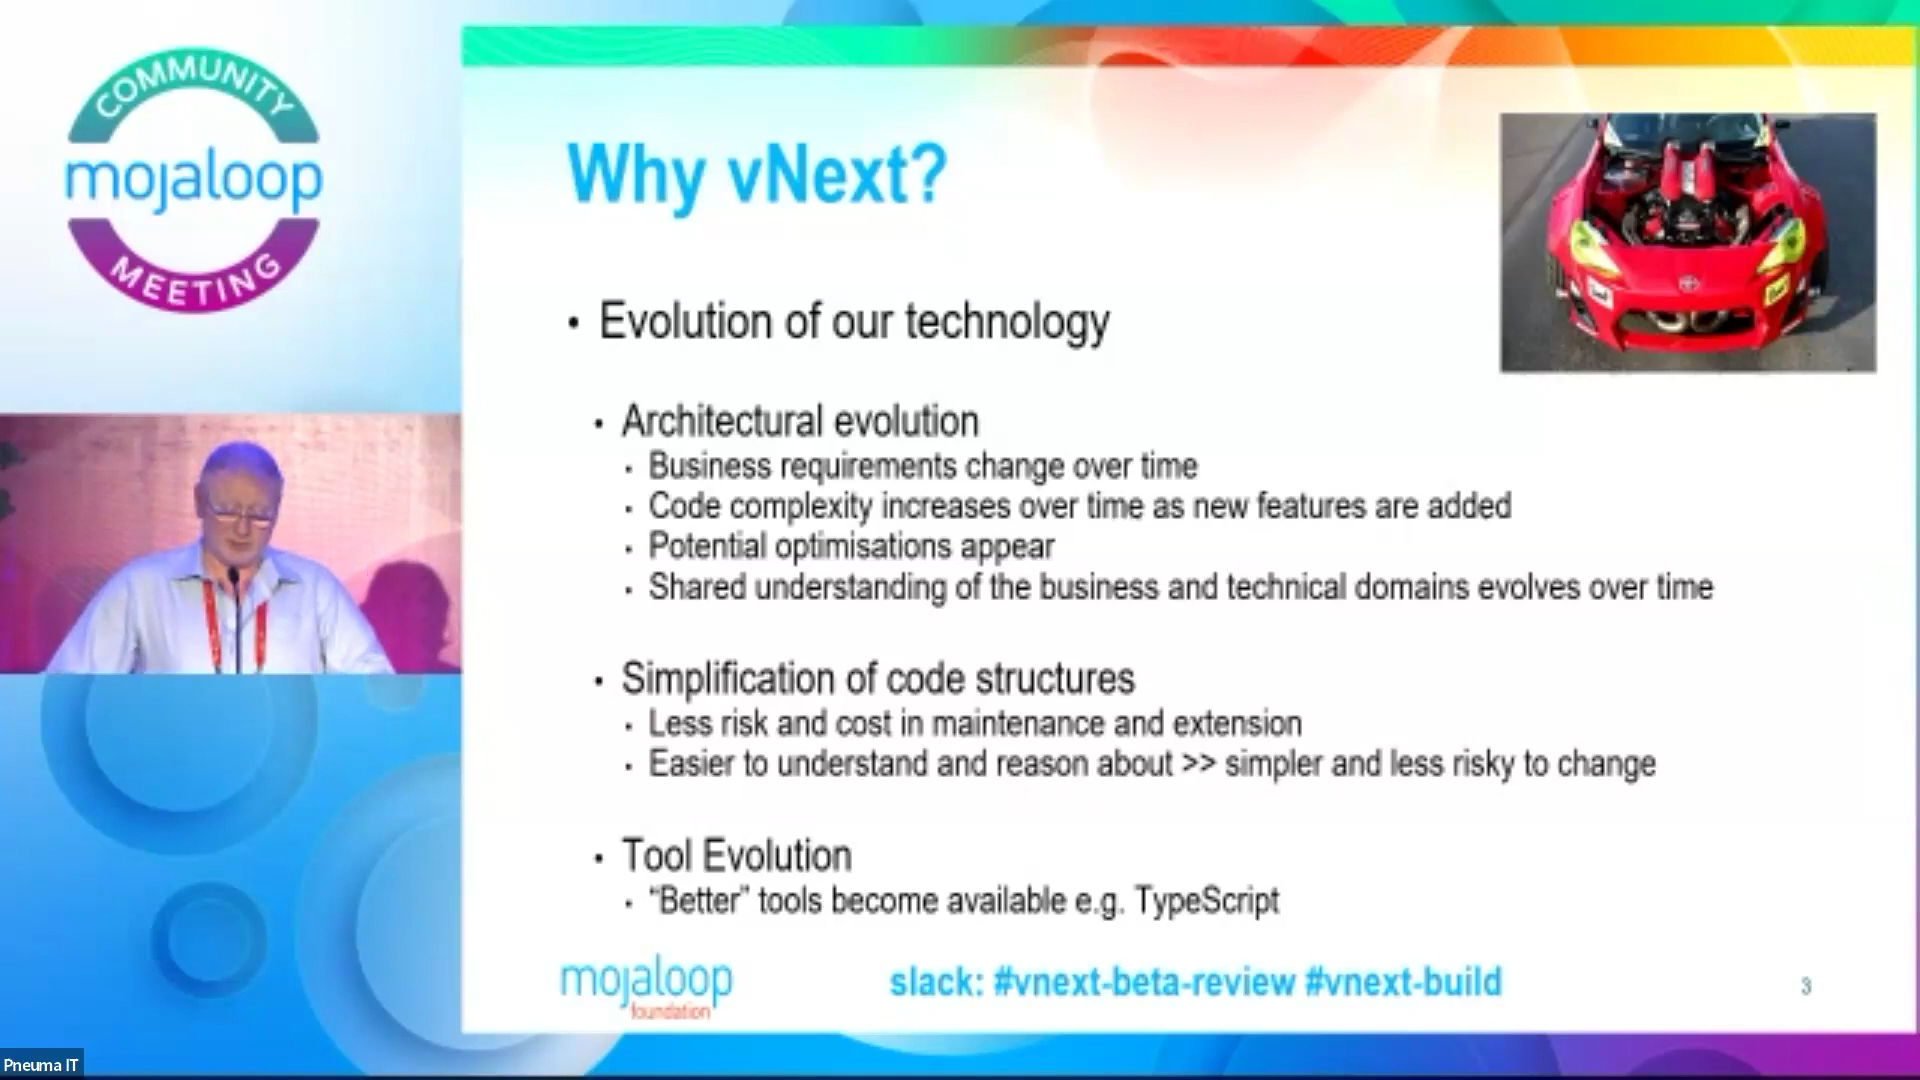 COMMUNITY
mojaloop
MEETING
Why vNext?
• Evolution of our technology
• Architectural evolution
• Business requirements change over time
• Code complexity increases over time as new features are added
• Potential optimisations appear
• Shared understanding of the business and technical domains evolves over time
• Simplification of code structures
• Less risk and cost in maintenance and extension
• Easier to understand and reason about >> simpler and less risky to change
• Tool Evolution
• “Better” tools become available e.g. TypeScript
mojaloop
foundation
slack: #vnext-beta-review #vnext-build
3
Pneuma IT